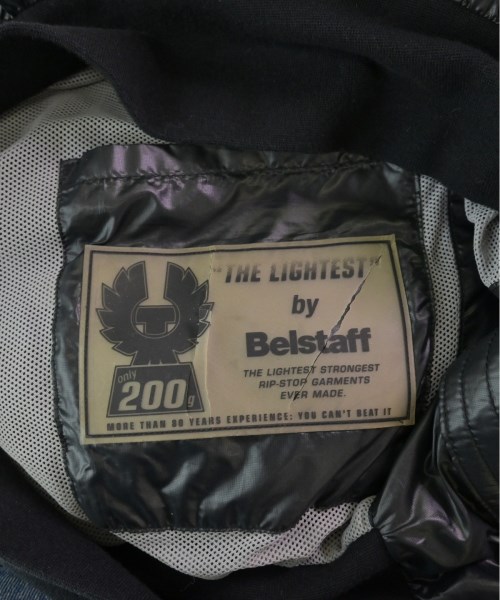 "THE LIGHTEST"
by
Belstaff
THE LIGHTEST STRONGEST
RIP-STOP GARMENTS
EVER MADE.
only
200g
MORE THAN 80 YEARS EXPERIENCE: YOU CAN'T BEAT IT